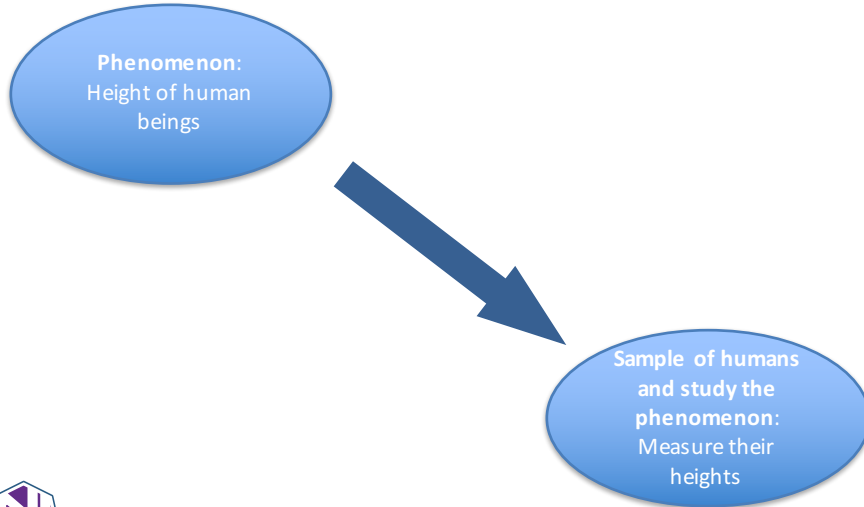 Phenomenon:
Height of human
beings
Sample of humans
and study the
phenomenon:
Measure their
heights